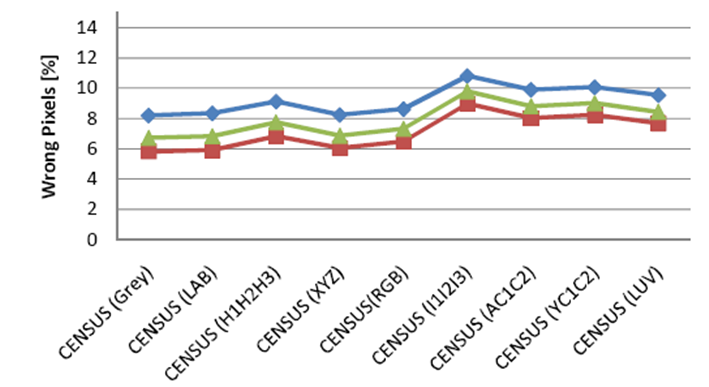 14
12
10
8
6
4
2
0
Wrong Pixels [%]
CENSUS (Grey)
CENSUS (LAB)
CENSUS (H1H2H3)
CENSUS (XYZ)
CENSUS(RGB)
CENSUS (I1I2I3)
CENSUS (AC1C2)
CENSUS (YC1C2)
CENSUS (LUV)